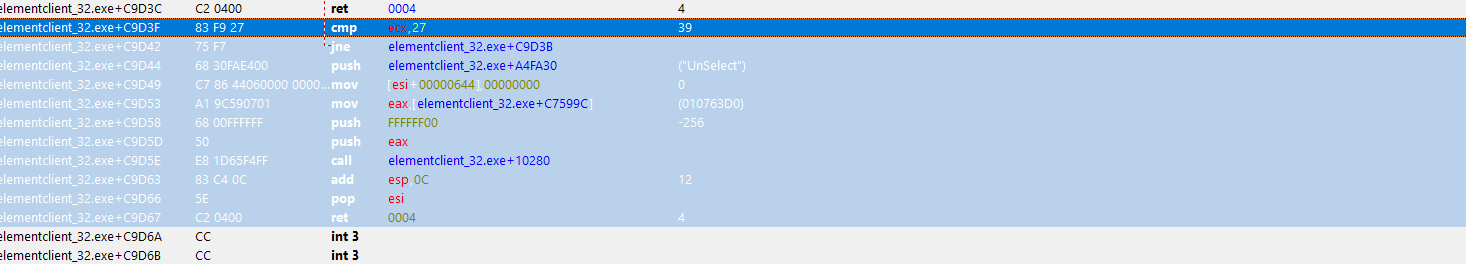 elementclient_32.exe+C9D3C C2 0400 ret 0004 4
elementclient_32.exe+C9D3F 83 F9 27 cmp ecx,27 39
elementclient_32.exe+C9D42 75 F7 jne elementclient_32.exe+C9D3B
elementclient_32.exe+C9D44 68 30FAE400 push elementclient_32.exe+A4FA30 ("UnSelect")
elementclient_32.exe+C9D49 C7 86 44060000 0000... mov [esi+00000644],00000000 0
elementclient_32.exe+C9D53 A1 9C590701 mov eax,[elementclient_32.exe+C7599C] (010763D0)
elementclient_32.exe+C9D58 68 00FFFFFF push FFFFFF00 -256
elementclient_32.exe+C9D5D 50 push eax
elementclient_32.exe+C9D5E E8 1D65F4FF call elementclient_32.exe+10280
elementclient_32.exe+C9D63 83 C4 0C add esp,0C 12
elementclient_32.exe+C9D66 5E pop esi
elementclient_32.exe+C9D67 C2 0400 ret 0004 4
elementclient_32.exe+C9D6A CC int 3
elementclient_32.exe+C9D6B CC int 3